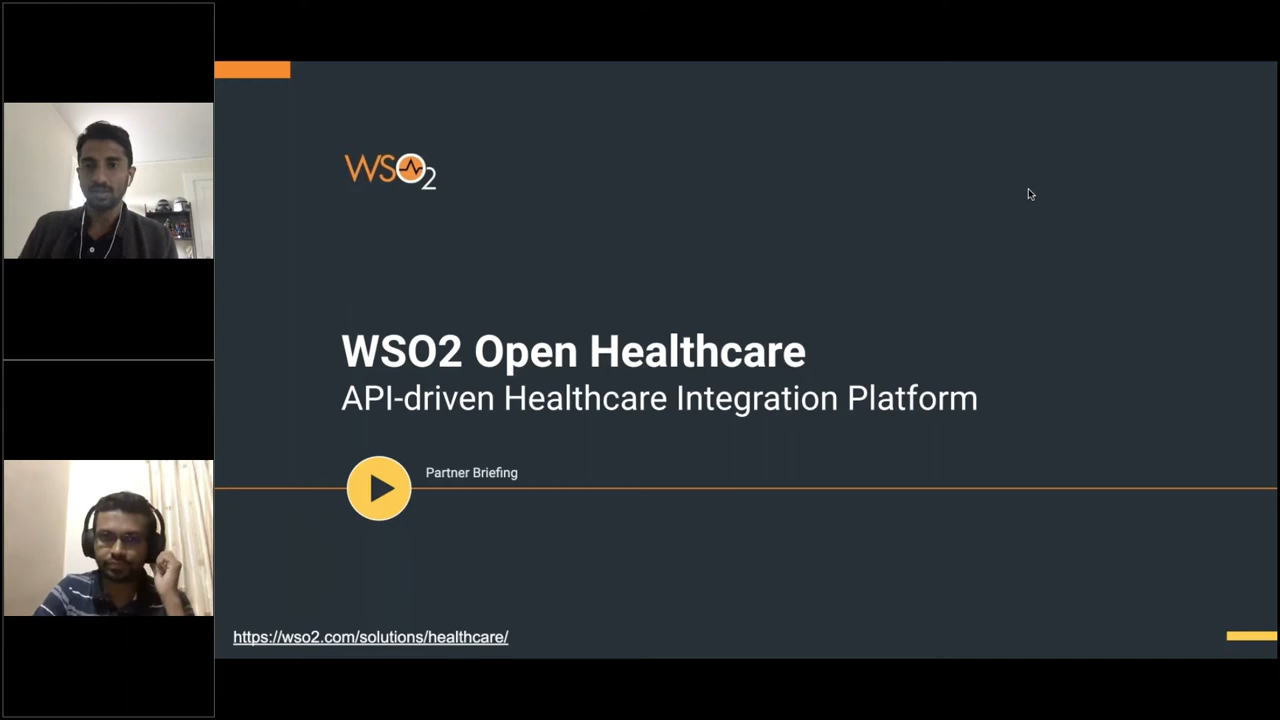 WSO2
WSO2 Open Healthcare
API-driven Healthcare Integration Platform
Partner Briefing
https://wso2.com/solutions/healthcare/